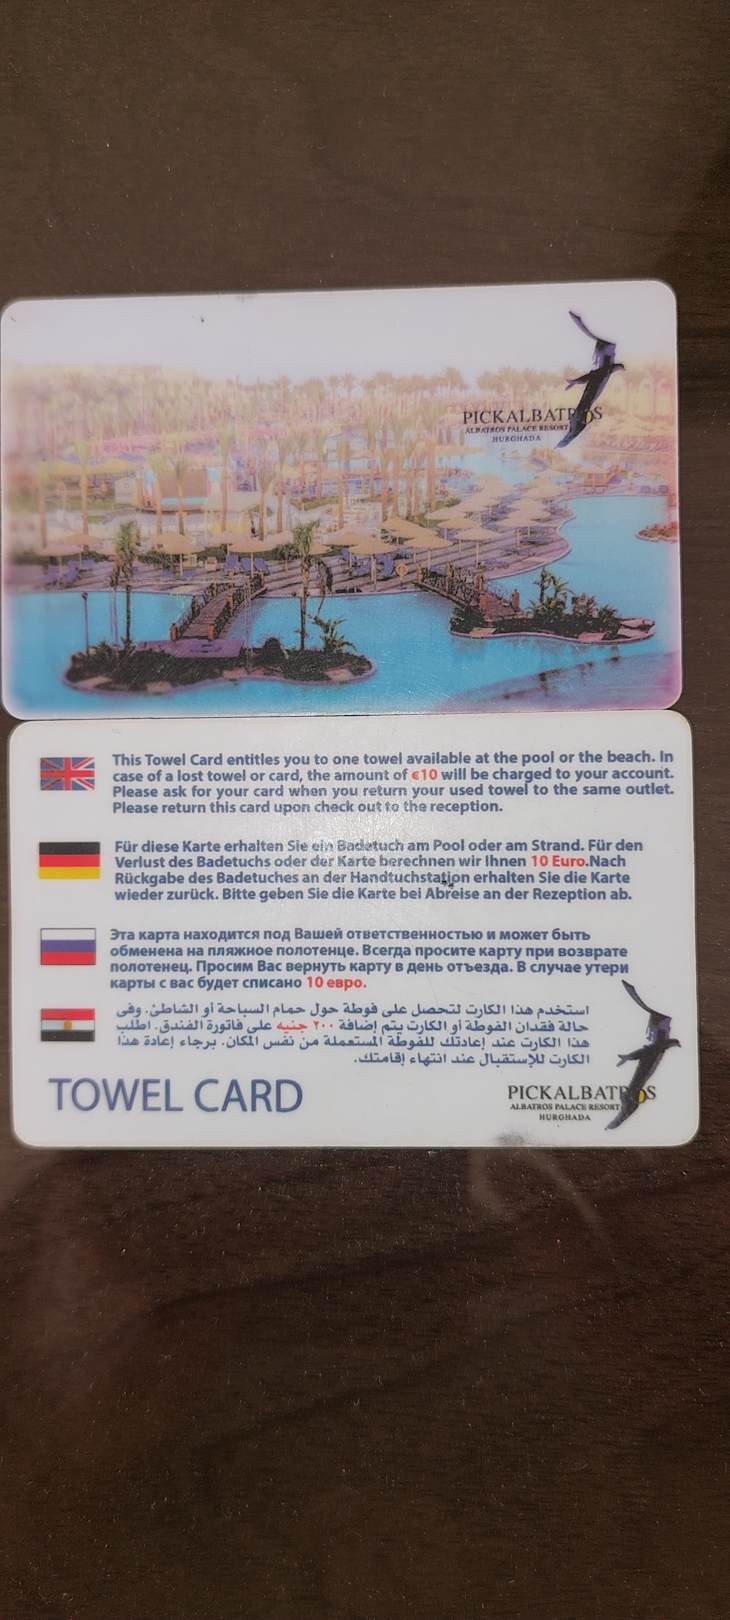 PICKALBATROS
ALBATROS PALACE RESORT
HURGHADA
This Towel Card entitles you to one towel available at the pool or the beach. In
case of a lost towel or card, the amount of €10 will be charged to your account.
Please ask for your card when you return your used towel to the same outlet.
Please return this card upon check out to the reception.
Für diese Karte erhalten Sie ein Badetuch am Pool oder am Strand. Für den
Verlust des Badetuchs oder der Karte berechnen wir Ihnen 10 Euro.Nach
Rückgabe des Badetuches an der Handtuchstation erhalten Sie die Karte
wieder zurück. Bitte geben Sie die Karte bei Abreise an der Rezeption ab.
Эта карта находится под Вашей ответственностью и может быть
обменена на пляжное полотенце. Всегда просите карту при возврате
полотенец. Просим Вас вернуть карту в день отъезда. В случае утери
карты с вас будет списано 10 евро.
استخدم هذا الكارت لتحصل على فوطة حول حمام السباحة أو الشاطئ. وفى
حالة فقدان الفوطة أو الكارت يتم إضافة ٢٠٠ جنيه على فاتورة الفندق. اطلب
هذا الكارت عند إعادتك للفوطة المستعملة من نفس المكان. برجاء إعادة هذا
الكارت للإستقبال عند انتهاء إقامتك.
TOWEL CARD
PICKALBATROS
ALBATROS PALACE RESORT
HURGHADA